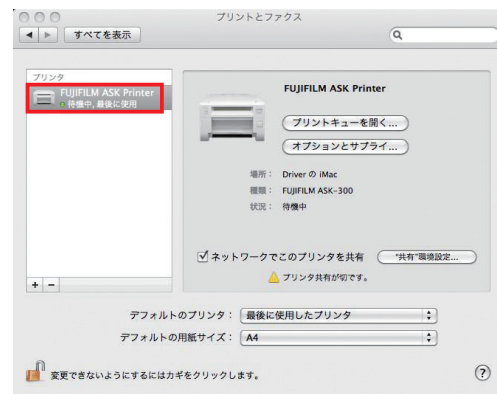 プリントとファクス
すべてを表示
プリンタ
FUJIFILM ASK Printer
待機中, 最後に使用
FUJIFILM ASK Printer
プリントキューを開く...
オプションとサプライ...
場所： Driver の iMac
種類： FUJIFILM ASK-300
状況： 待機中
ネットワークでこのプリンタを共有
"共有"環境設定...
プリンタ共有が切です。
+ −
デフォルトのプリンタ： 最後に使用したプリンタ
デフォルトの用紙サイズ： A4
変更できないようにするにはカギをクリックします。
?